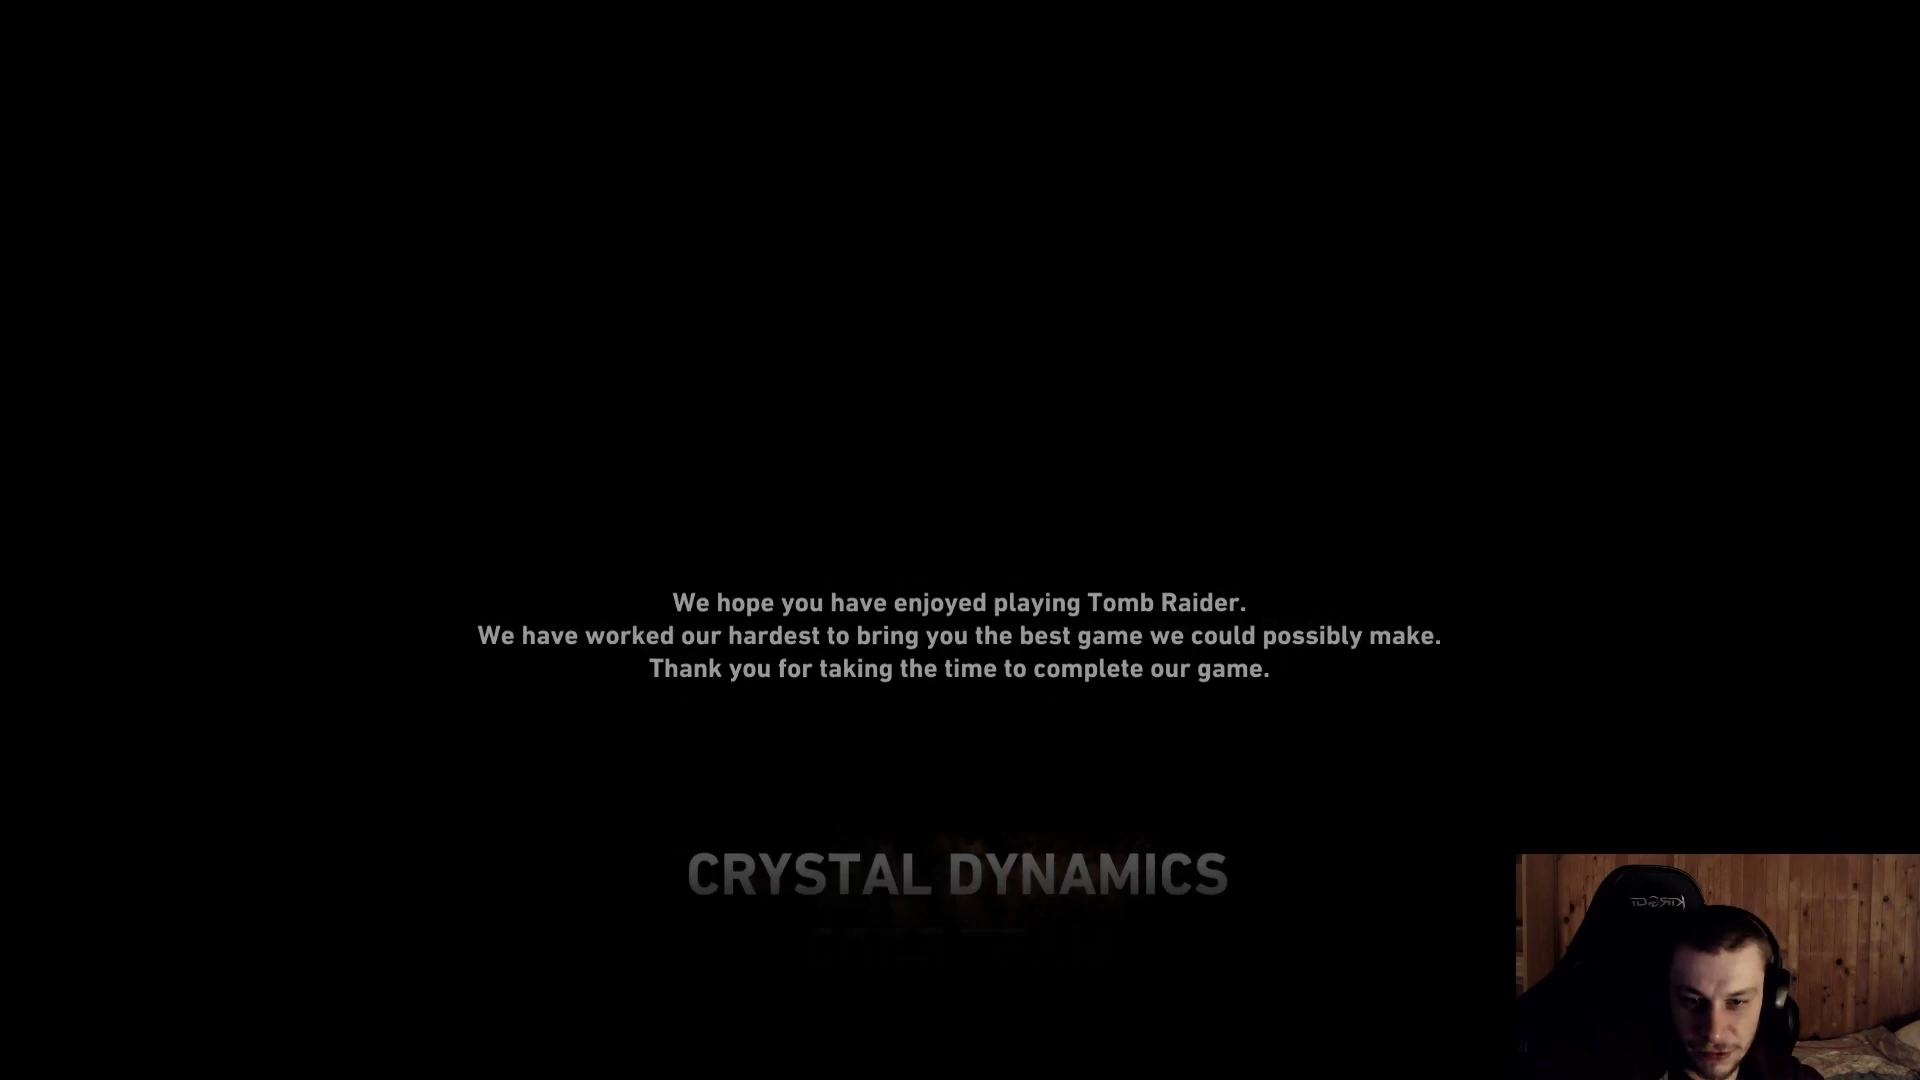 We hope you have enjoyed playing Tomb Raider.
We have worked our hardest to bring you the best game we could possibly make.
Thank you for taking the time to complete our game.
CRYSTAL DYNAMICS